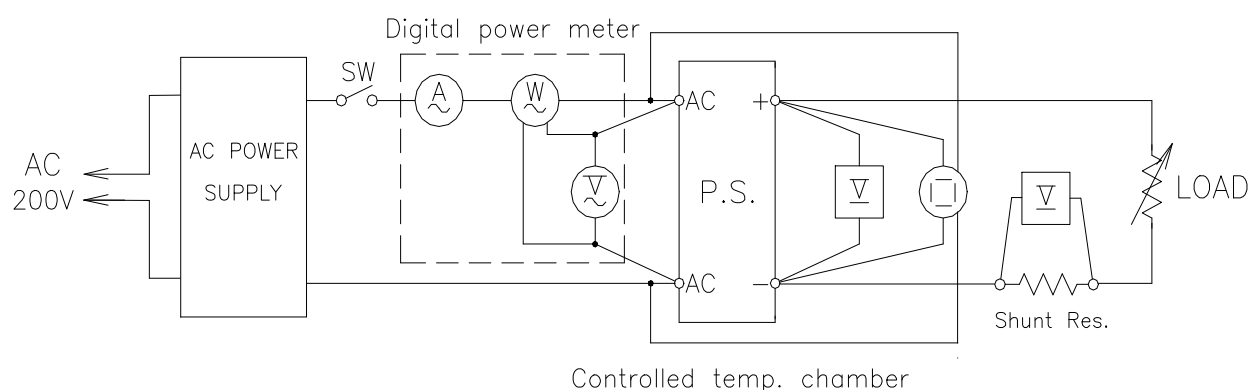 Digital power meter
SW
A
W
AC
+
AC POWER
SUPPLY
AC
200V
V
P.S.
V
V
LOAD
AC
−
Shunt Res.
Controlled temp. chamber